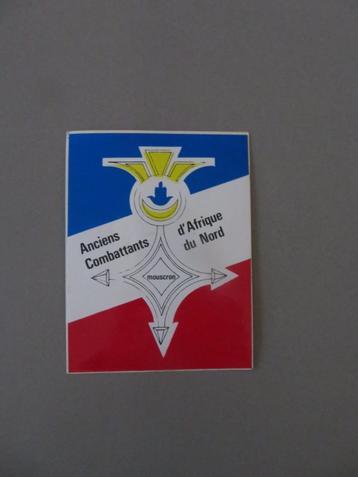 Anciens
Combattants
d'Afrique
du Nord
mouscron